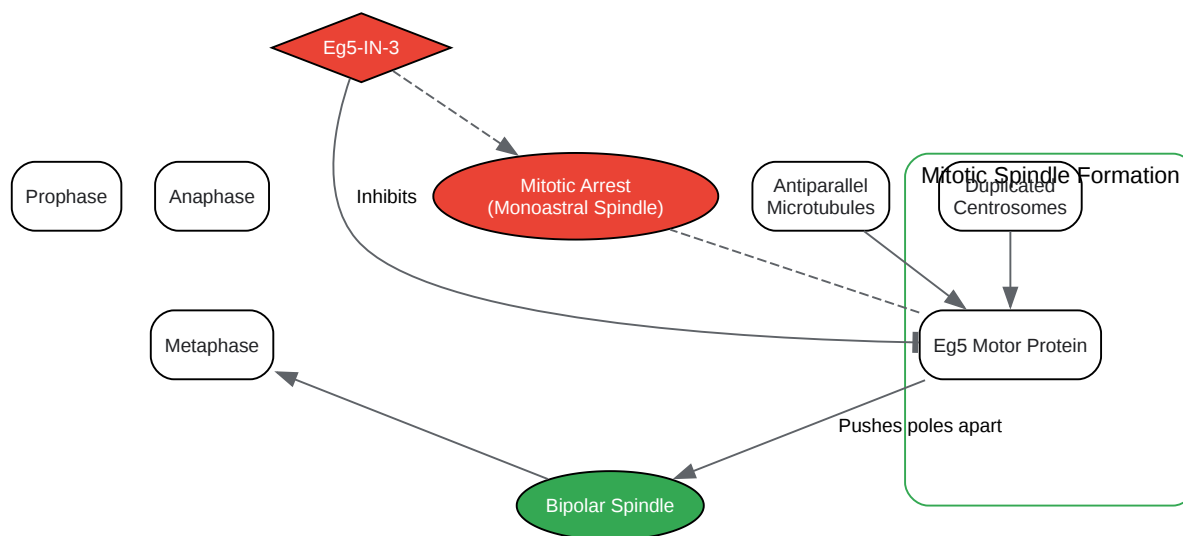 Eg5-IN-3
Prophase
Anaphase
Inhibits
Mitotic Arrest
(Monoastral Spindle)
Antiparallel
Microtubules
Mitotic Spindle Formation
Duplicated
Centrosomes
Metaphase
Eg5 Motor Protein
Pushes poles apart
Bipolar Spindle